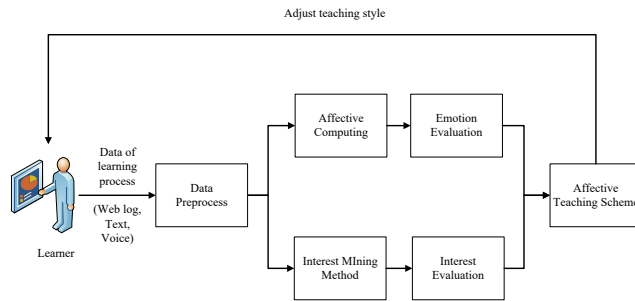 Adjust teaching style
Affective
Computing
Emotion
Evaluation
Data of
learning
process
(Web log,
Text,
Voice)
Learner
Data
Preprocess
Affective
Teaching Scheme
Interest MIning
Method
Interest
Evaluation